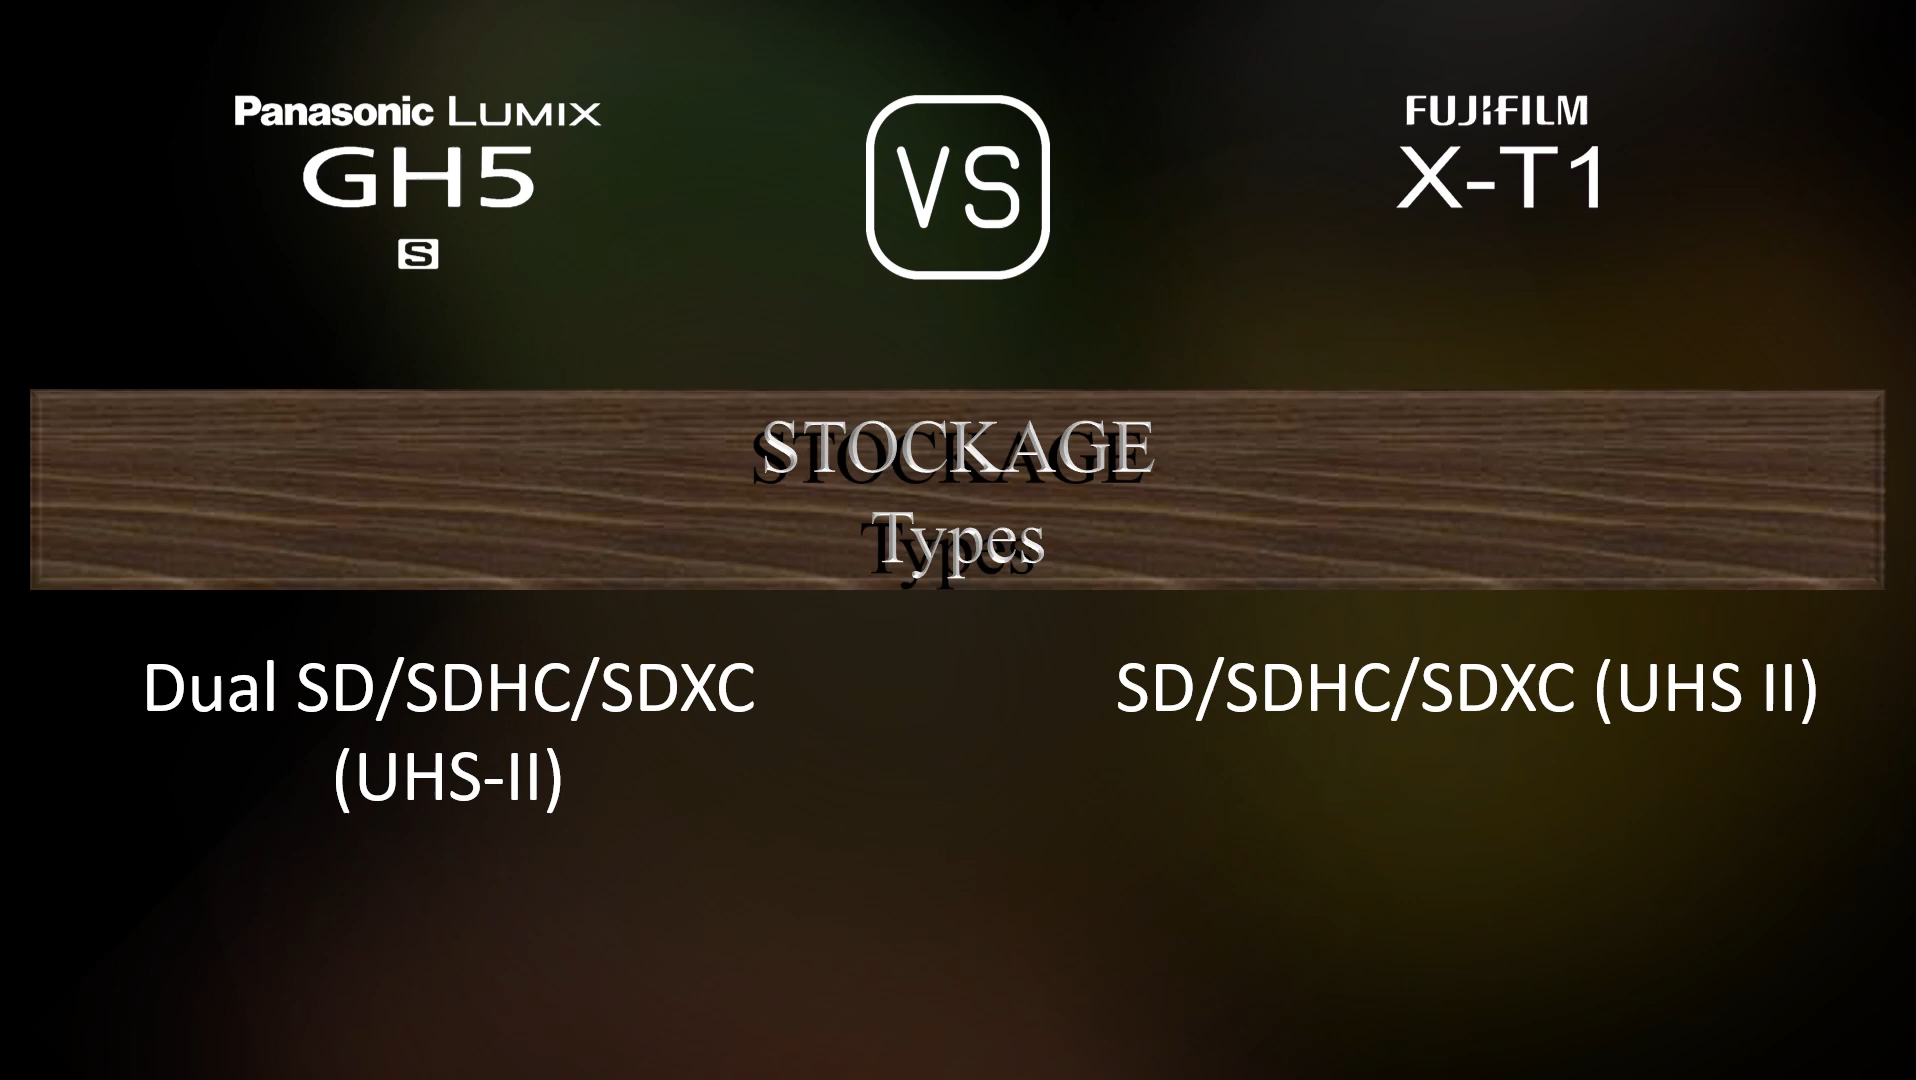 Panasonic LUMIX
GH5
S
VS
FUJIFILM
X-T1
STOCKAGE
Types
Dual SD/SDHC/SDXC
(UHS-II)
SD/SDHC/SDXC (UHS II)